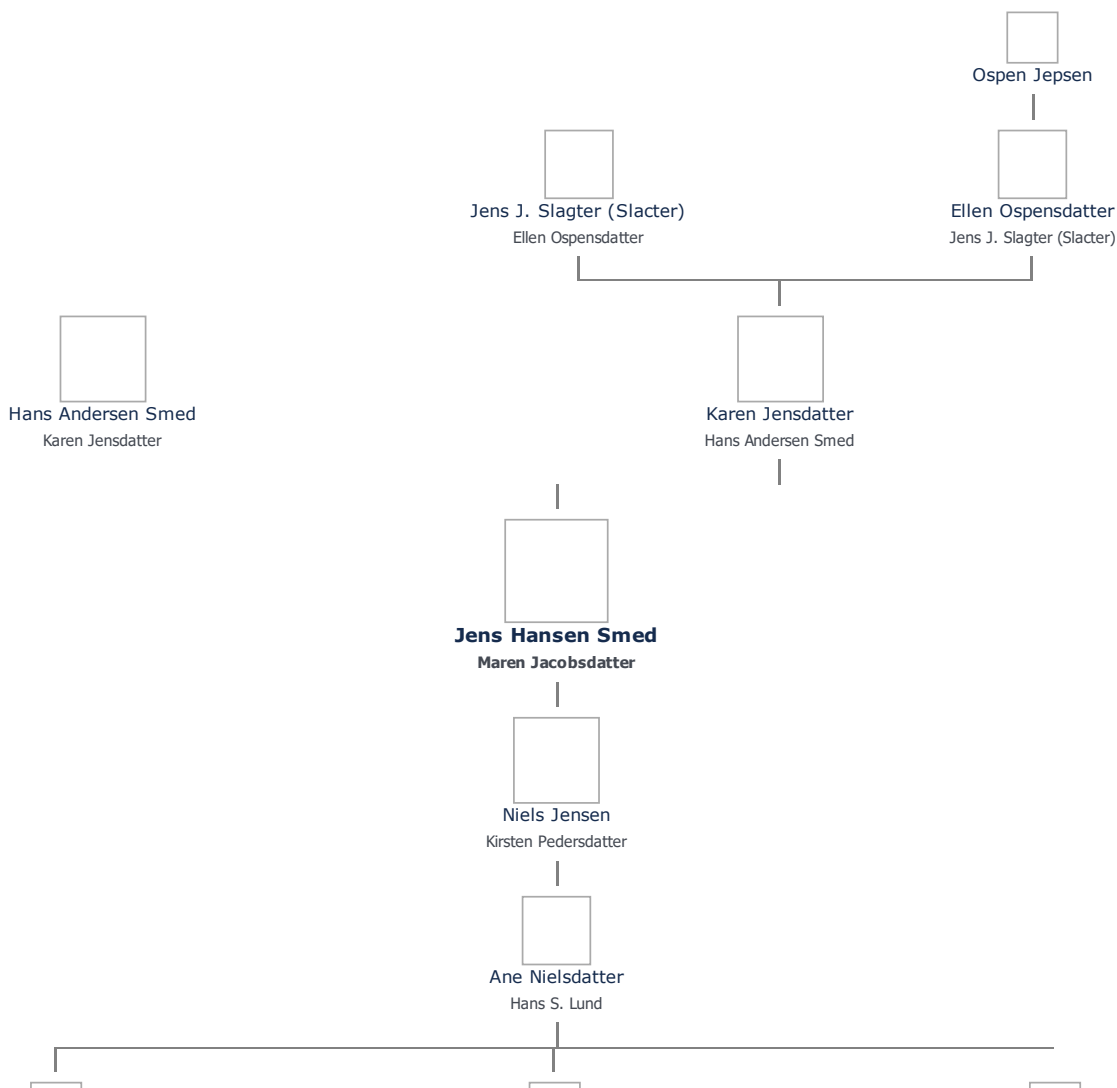 Ospen Jepsen
Jens J. Slagter (Slacter)
Ellen Ospensdatter
Ellen Ospensdatter
Jens J. Slagter (Slacter)
Hans Andersen Smed
Karen Jensdatter
Karen Jensdatter
Hans Andersen Smed
Jens Hansen Smed
Maren Jacobsdatter
Niels Jensen
Kirsten Pedersdatter
Ane Nielsdatter
Hans S. Lund